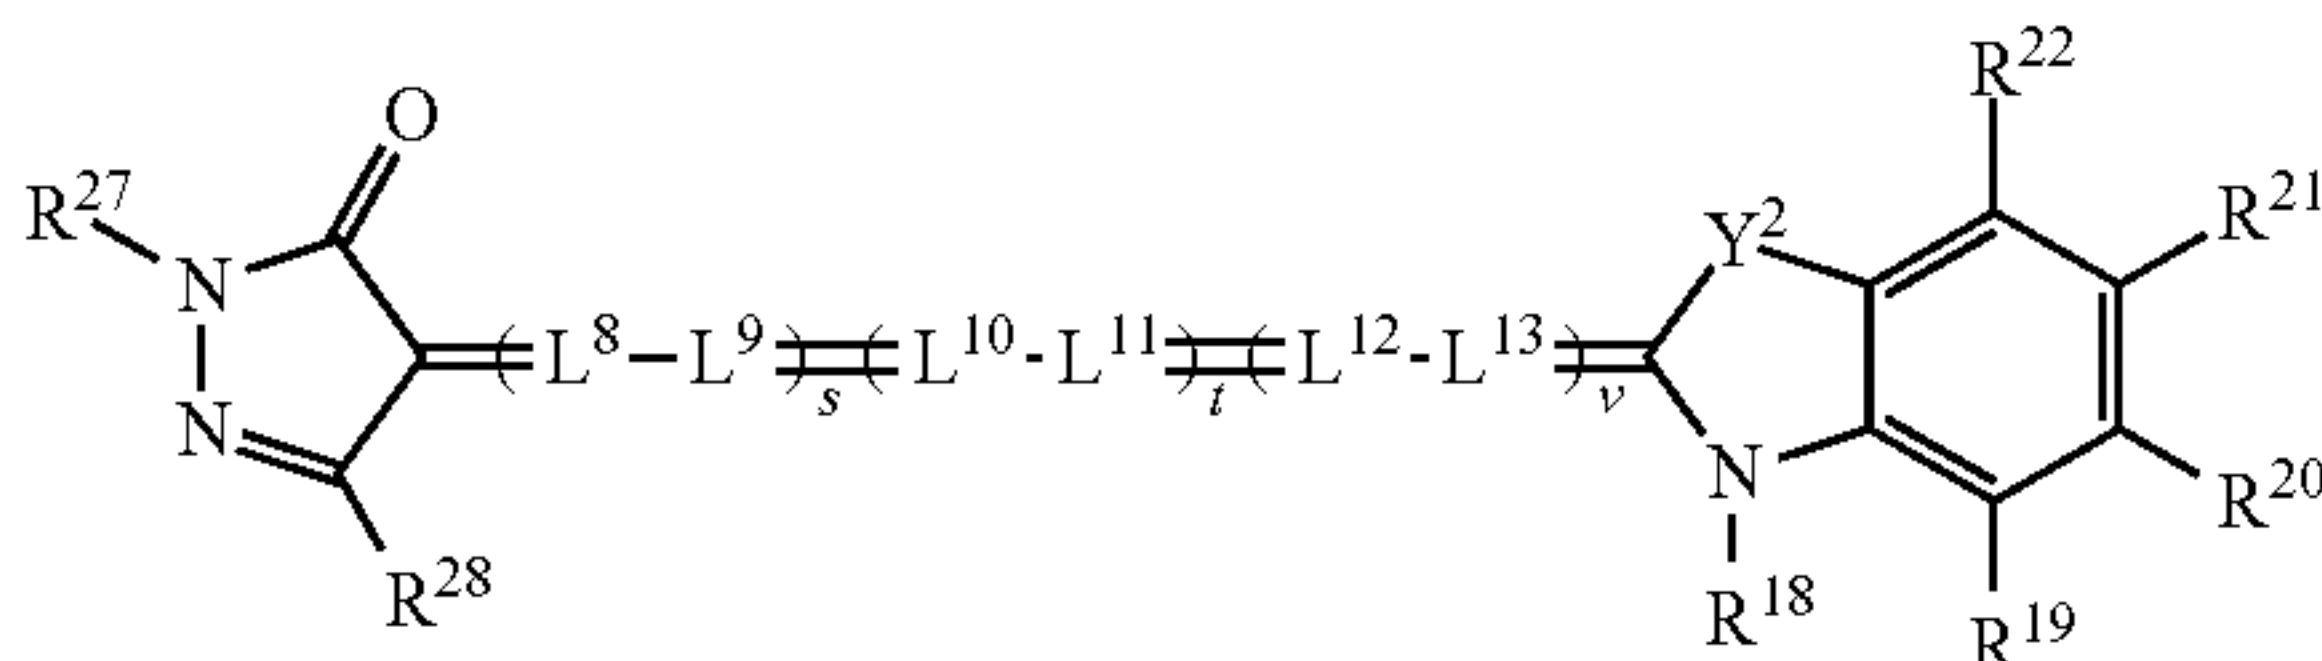 R²²
O
R²⁷
R²¹
Y²
N
(L⁸—L⁹)s(L¹⁰-L¹¹)t(L¹²-L¹³)v
N
N
R²⁰
R²⁸
R¹⁸
R¹⁹